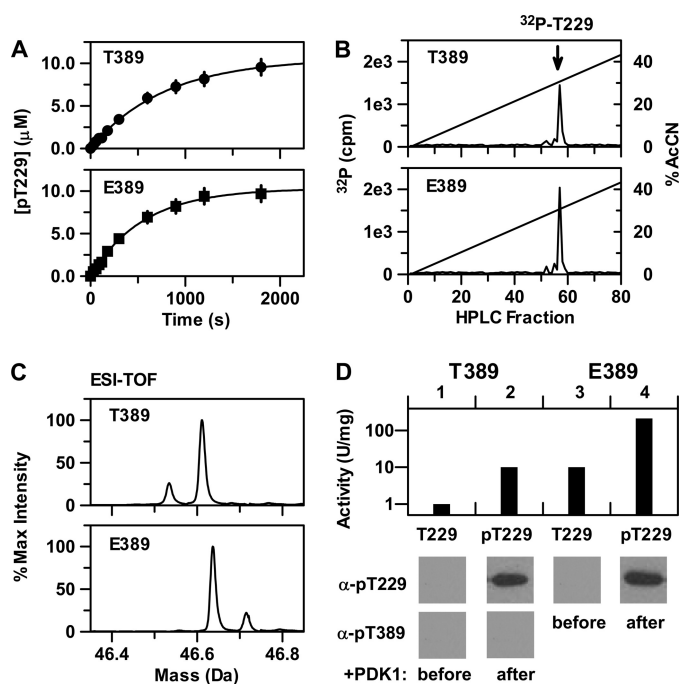 A
T389
10.0
5.0
0.0
E389
10.0
5.0
0.0
[pT229] (μM)
0
1000
2000
Time (s)
B
32P-T229
T389
2e3
1e3
0
40
20
0
E389
2e3
1e3
0
40
20
0
32P (cpm)
% AcCN
0
20
40
60
80
HPLC Fraction
C
ESI-TOF
T389
100
50
0
E389
100
50
0
% Max Intensity
46.4
46.6
46.8
Mass (Da)
D
T389
E389
1
2
3
4
Activity (U/mg)
100
10
1
T229
pT229
T229
pT229
α-pT229
α-pT389
before
after
+PDK1:
before
after